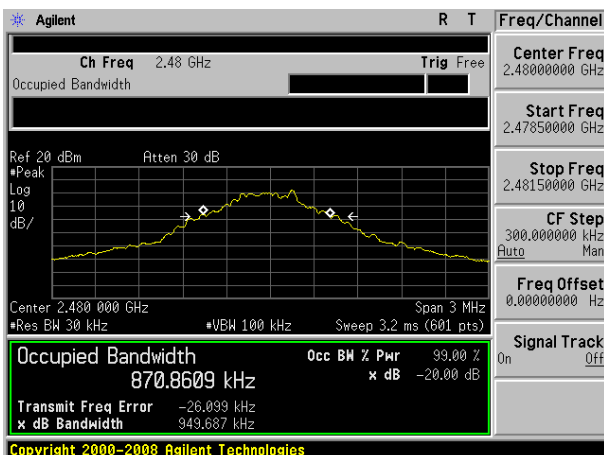 Agilent R T
Ch Freq 2.48 GHz Trig Free
Occupied Bandwidth
Ref 20 dBm Atten 30 dB
#Peak
Log
10
dB/
Center 2.480 000 GHz Span 3 MHz
#Res BW 30 kHz #VBW 100 kHz Sweep 3.2 ms (601 pts)
Occupied Bandwidth Occ BW % Pwr 99.00 %
870.8609 kHz x dB -20.00 dB
Transmit Freq Error -26.099 kHz
x dB Bandwidth 949.687 kHz
Copyright 2000-2008 Agilent Technologies
Freq/Channel
Center Freq
2.48000000 GHz
Start Freq
2.47850000 GHz
Stop Freq
2.48150000 GHz
CF Step
300.000000 kHz
Auto Man
Freq Offset
0.00000000 Hz
Signal Track
On Off